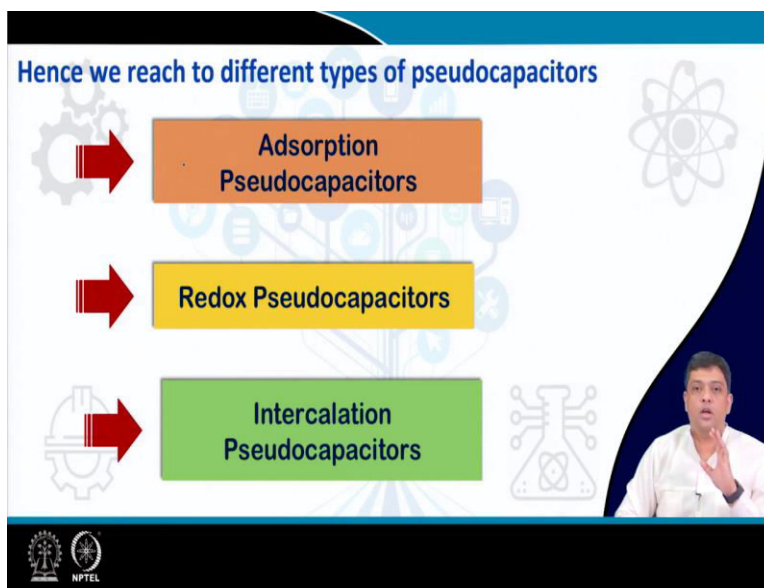 Hence we reach to different types of pseudocapacitors
Adsorption
Pseudocapacitors
Redox Pseudocapacitors
Intercalation
Pseudocapacitors
NPTEL